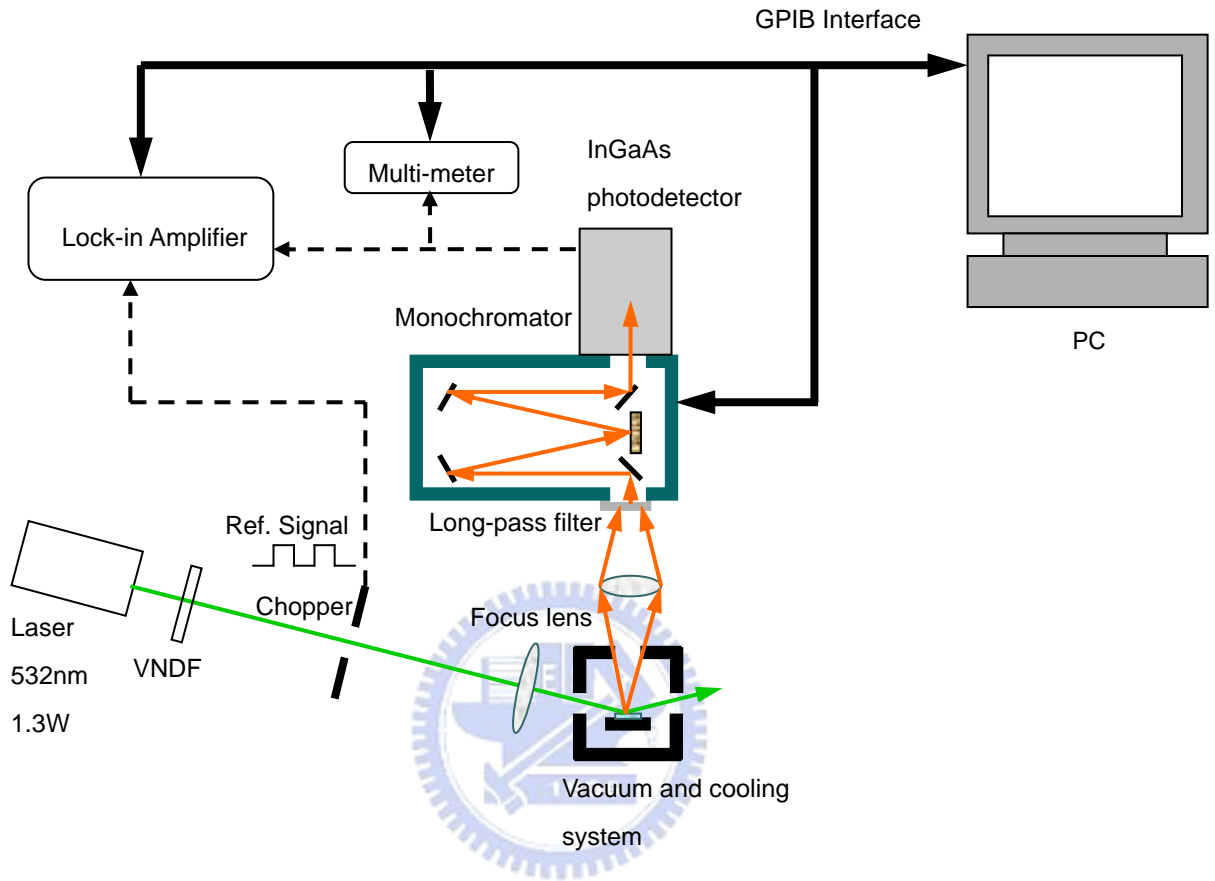 GPIB Interface
InGaAs
photodetector
Multi-meter
Lock-in Amplifier
Monochromator
PC
Long-pass filter
Ref. Signal
Chopper
Focus lens
Laser
532nm
1.3W
VNDF
Vacuum and cooling
system